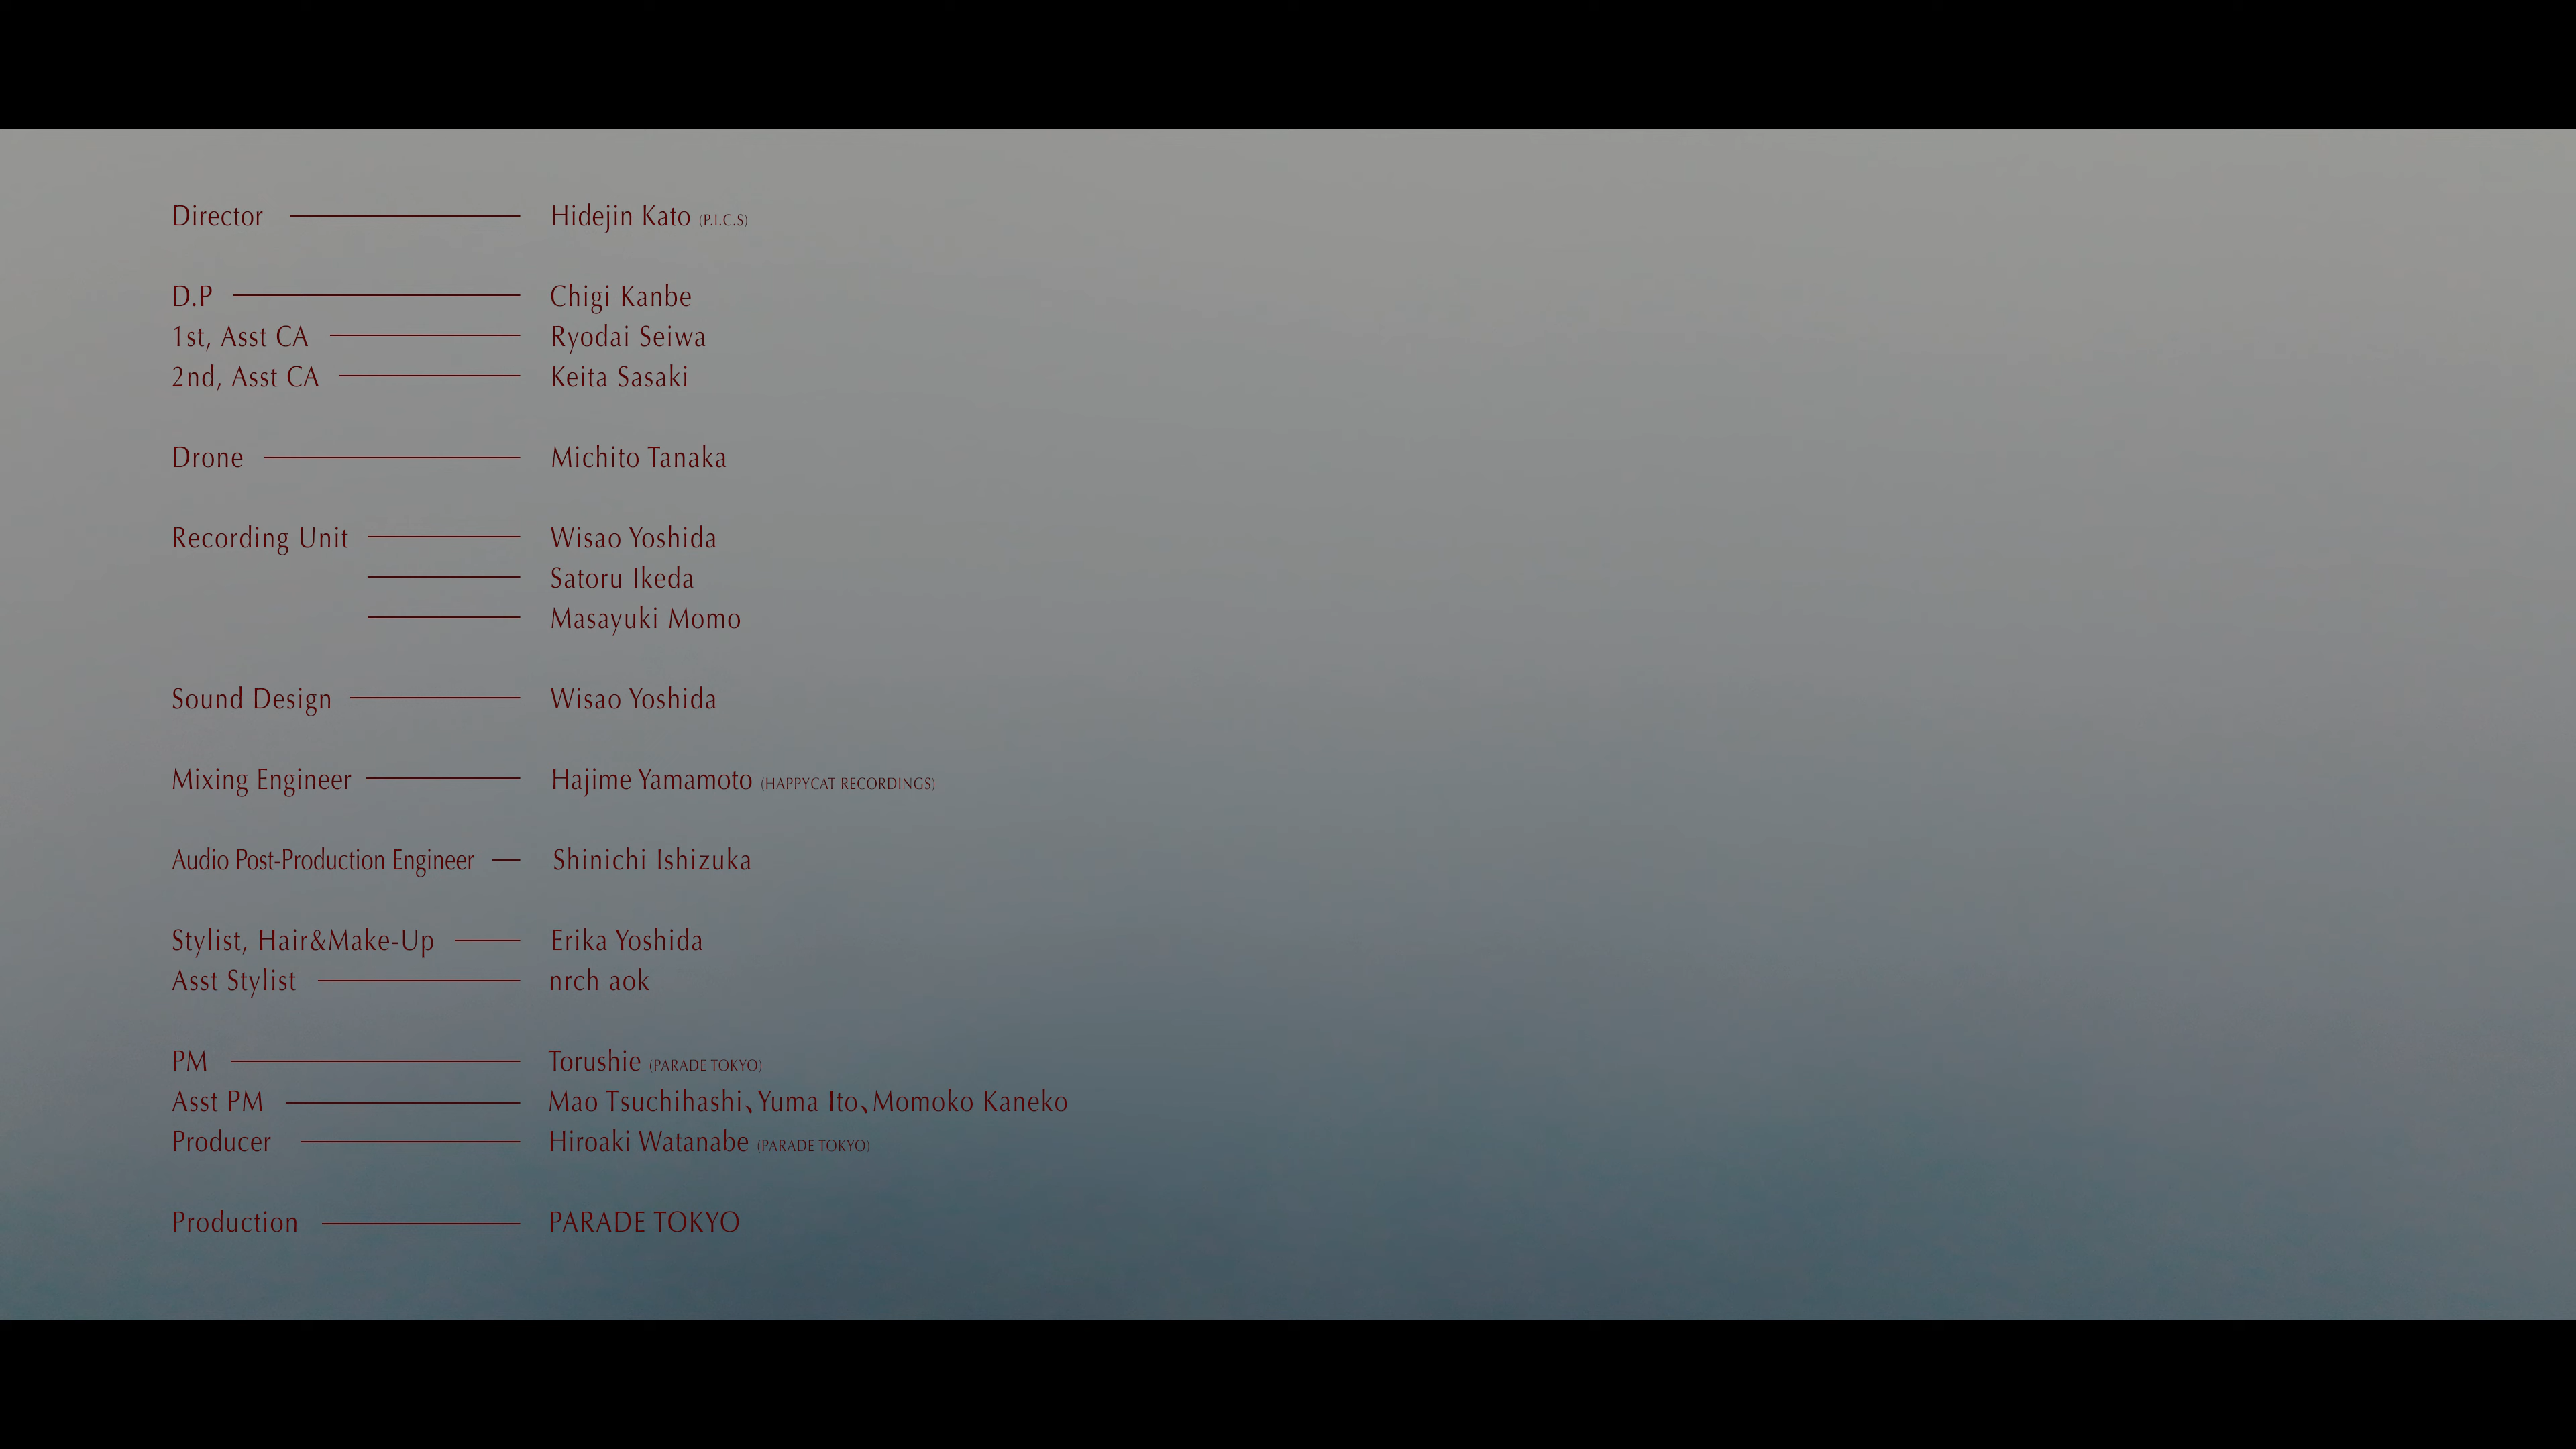 Director Hidejin Kato (P.I.C.S)
D.P Chigi Kanbe
1st, Asst CA Ryodai Seiwa
2nd, Asst CA Keita Sasaki
Drone Michito Tanaka
Recording Unit Wisao Yoshida
Satoru Ikeda
Masayuki Momo
Sound Design Wisao Yoshida
Mixing Engineer Hajime Yamamoto (HAPPYCAT RECORDINGS)
Audio Post-Production Engineer Shinichi Ishizuka
Stylist, Hair&Make-Up Erika Yoshida
Asst Stylist nrch aok
PM Torushie (PARADE TOKYO)
Asst PM Mao Tsuchihashi、Yuma Ito、Momoko Kaneko
Producer Hiroaki Watanabe (PARADE TOKYO)
Production PARADE TOKYO